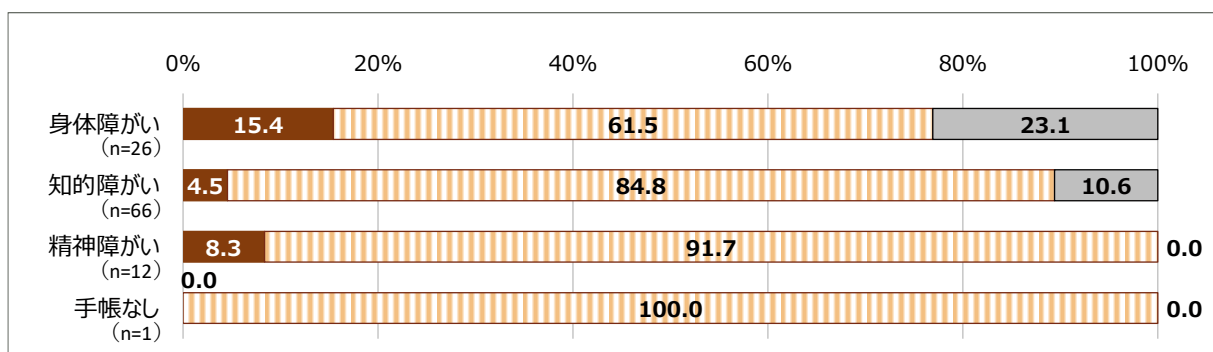 0% 20% 40% 60% 80% 100%
身体障がい 15.4 61.5 23.1
（n=26）
知的障がい 4.5 84.8 10.6
（n=66）
精神障がい 8.3 91.7 0.0
（n=12）
0.0
手帳なし 100.0 0.0
（n=1）